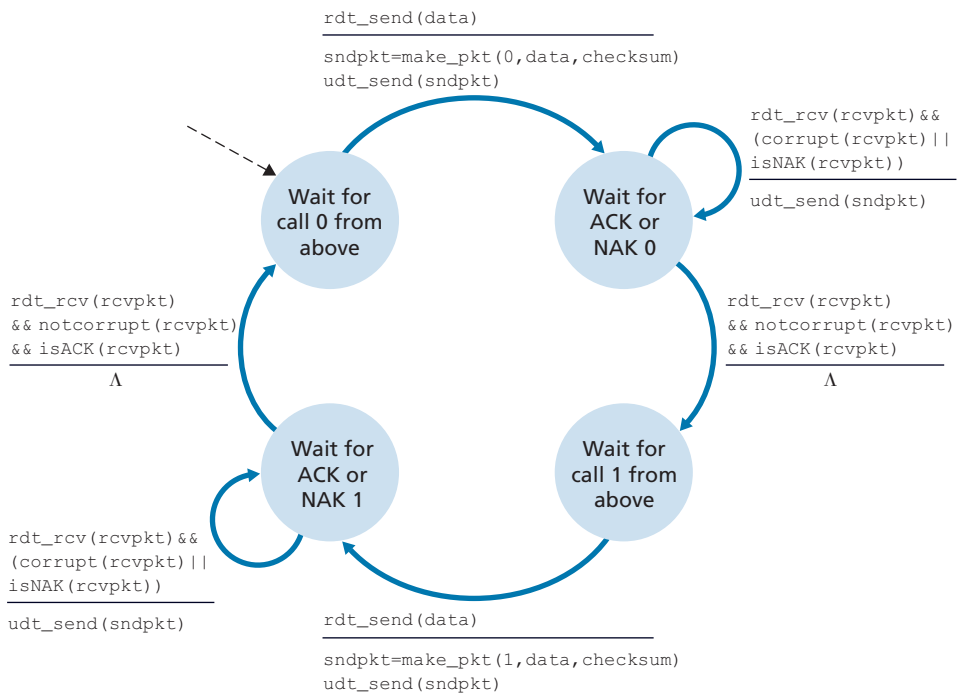 rdt_send(data)
sndpkt=make_pkt(0,data,checksum)
udt_send(sndpkt)
rdt_rcv(rcvpkt)&&
(corrupt(rcvpkt)||
isNAK(rcvpkt))
udt_send(sndpkt)
Wait for
call 0 from
above
Wait for
ACK or
NAK 0
rdt_rcv(rcvpkt)
&& notcorrupt(rcvpkt)
&& isACK(rcvpkt)
Λ
rdt_rcv(rcvpkt)
&& notcorrupt(rcvpkt)
&& isACK(rcvpkt)
Λ
Wait for
ACK or
NAK 1
Wait for
call 1 from
above
rdt_rcv(rcvpkt)&&
(corrupt(rcvpkt)||
isNAK(rcvpkt))
udt_send(sndpkt)
rdt_send(data)
sndpkt=make_pkt(1,data,checksum)
udt_send(sndpkt)